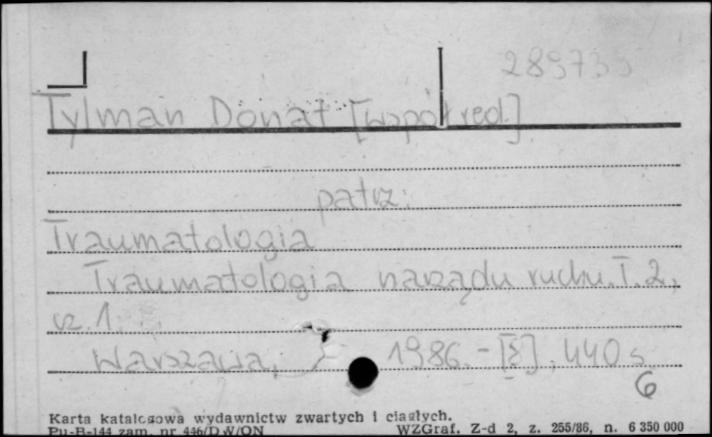 289735
Tylman Donat [współred.]
patrz:
Traumatologia
Traumatologia narządu ruchu. T. 2,
cz. 1.
Warszawa, 1986. - [8], 440 s
6
Karta katalogowa wydawnictw zwartych i ciągłych.
Pu-B-144 zam. nr 446/D W/ON WZGraf. Z-d 2, z. 255/86, n. 6 350 000